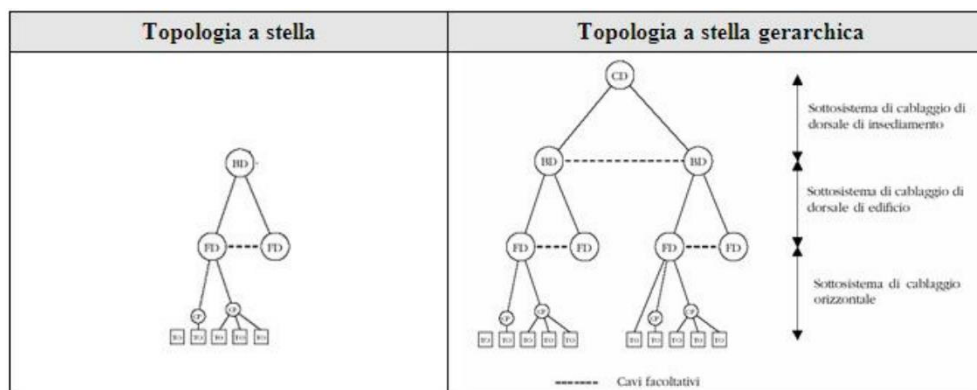 Topologia a stella
Topologia a stella gerarchica
BD
FD FD
CP CP
TO TO TO TO TO
CD
BD BD
FD FD FD FD
CP CP CP CP
TO TO TO TO TO TO TO TO TO TO
Sottosistema di cablaggio di
dorsale di insediamento
Sottosistema di cablaggio di
dorsale di edificio
Sottosistema di cablaggio
orizzontale
Cavi facoltativi